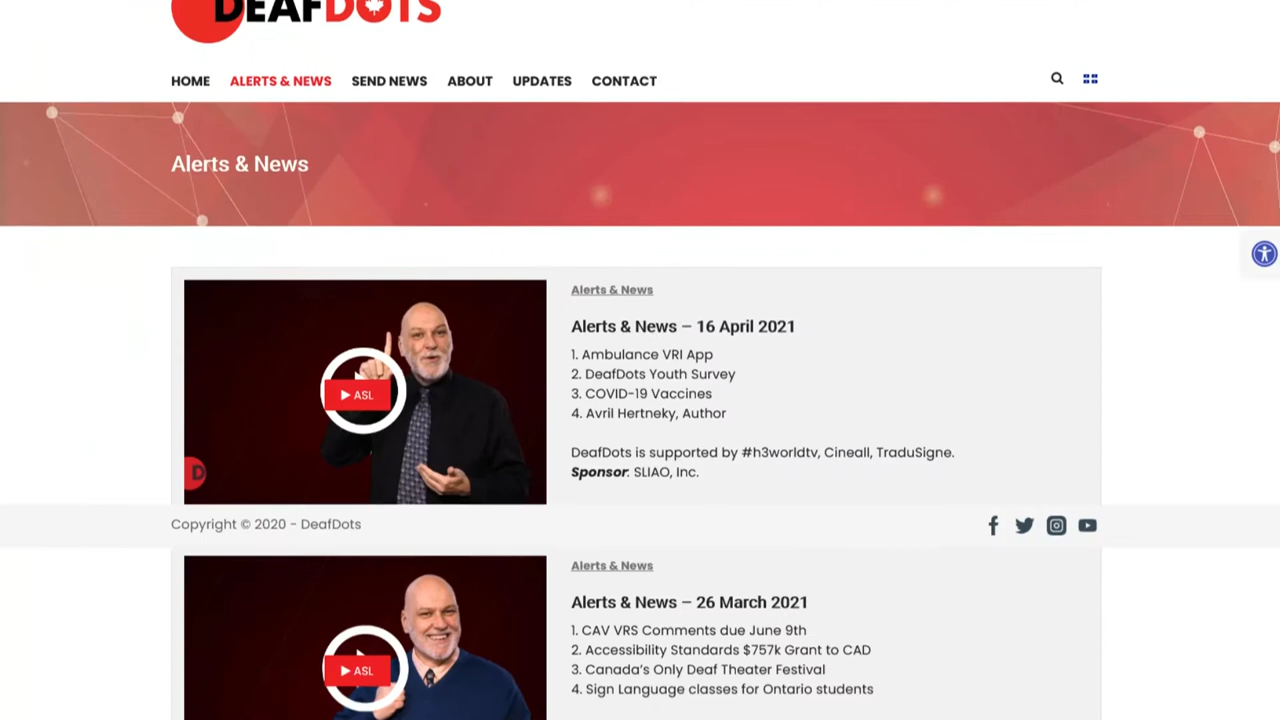 DEAFDOTS
HOME ALERTS & NEWS SEND NEWS ABOUT UPDATES CONTACT
Alerts & News
Alerts & News
Alerts & News – 16 April 2021
1. Ambulance VRI App
2. DeafDots Youth Survey
3. COVID-19 Vaccines
4. Avril Hertneky, Author
DeafDots is supported by #h3worldtv, Cineall, TraduSigne.
Sponsor: SLIAO, Inc.
ASL
D
Copyright © 2020 - DeafDots
Alerts & News
Alerts & News – 26 March 2021
1. CAV VRS Comments due June 9th
2. Accessibility Standards $757k Grant to CAD
3. Canada's Only Deaf Theater Festival
4. Sign Language classes for Ontario students
ASL